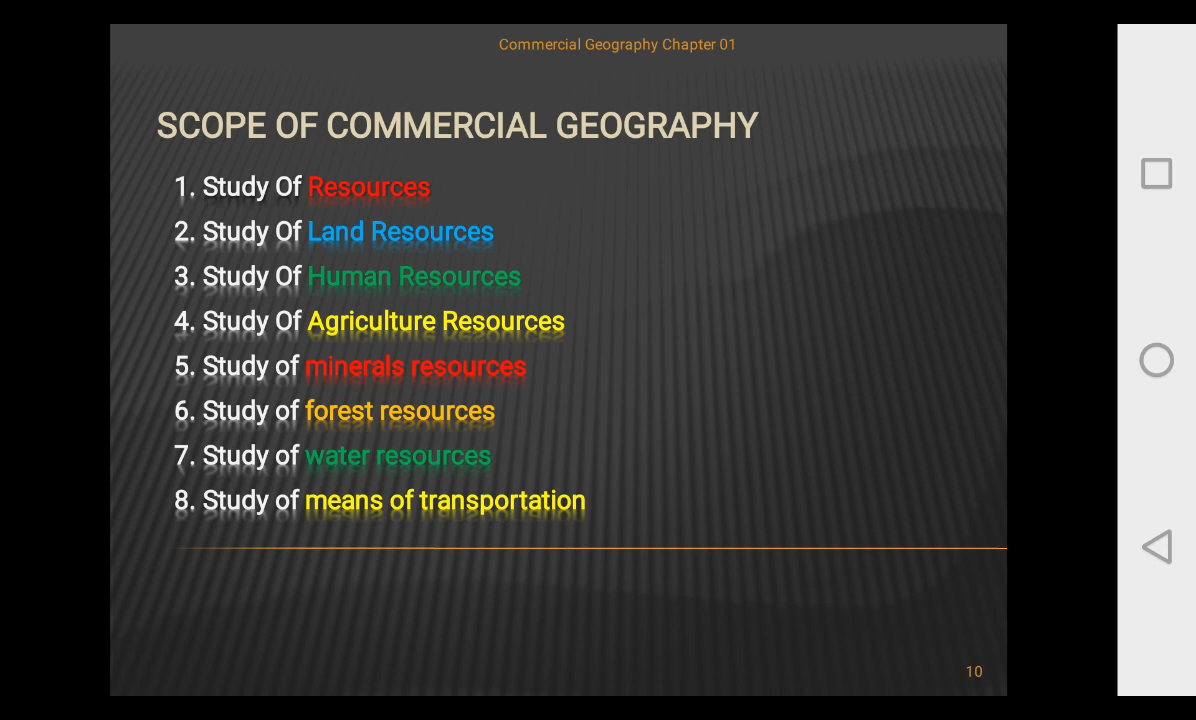 Commercial Geography Chapter 01
SCOPE OF COMMERCIAL GEOGRAPHY
1. Study Of Resources
2. Study Of Land Resources
3. Study Of Human Resources
4. Study Of Agriculture Resources
5. Study of minerals resources
6. Study of forest resources
7. Study of water resources
8. Study of means of transportation
10